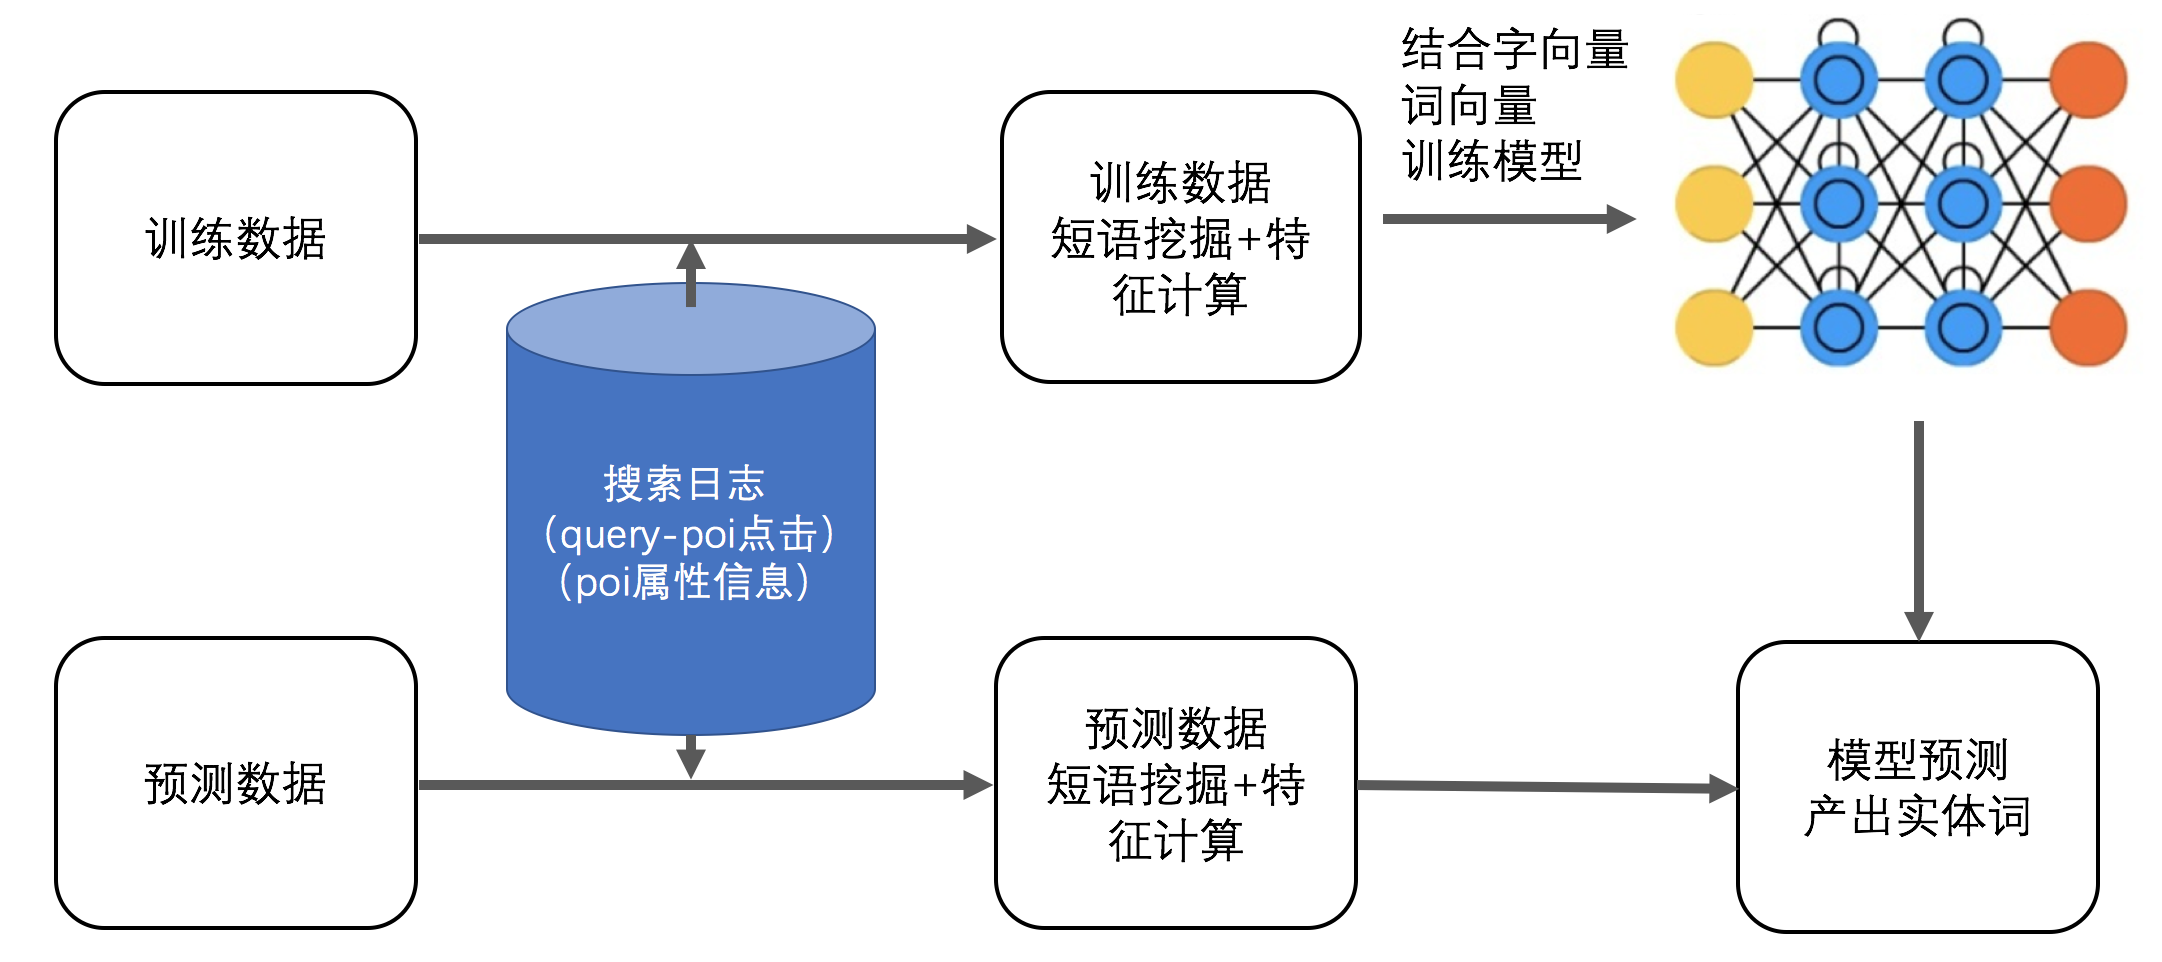 训练数据
训练数据
短语挖掘+特
征计算
结合字向量
词向量
训练模型
搜索日志
（query-poi点击）
（poi属性信息）
预测数据
预测数据
短语挖掘+特
征计算
模型预测
产出实体词